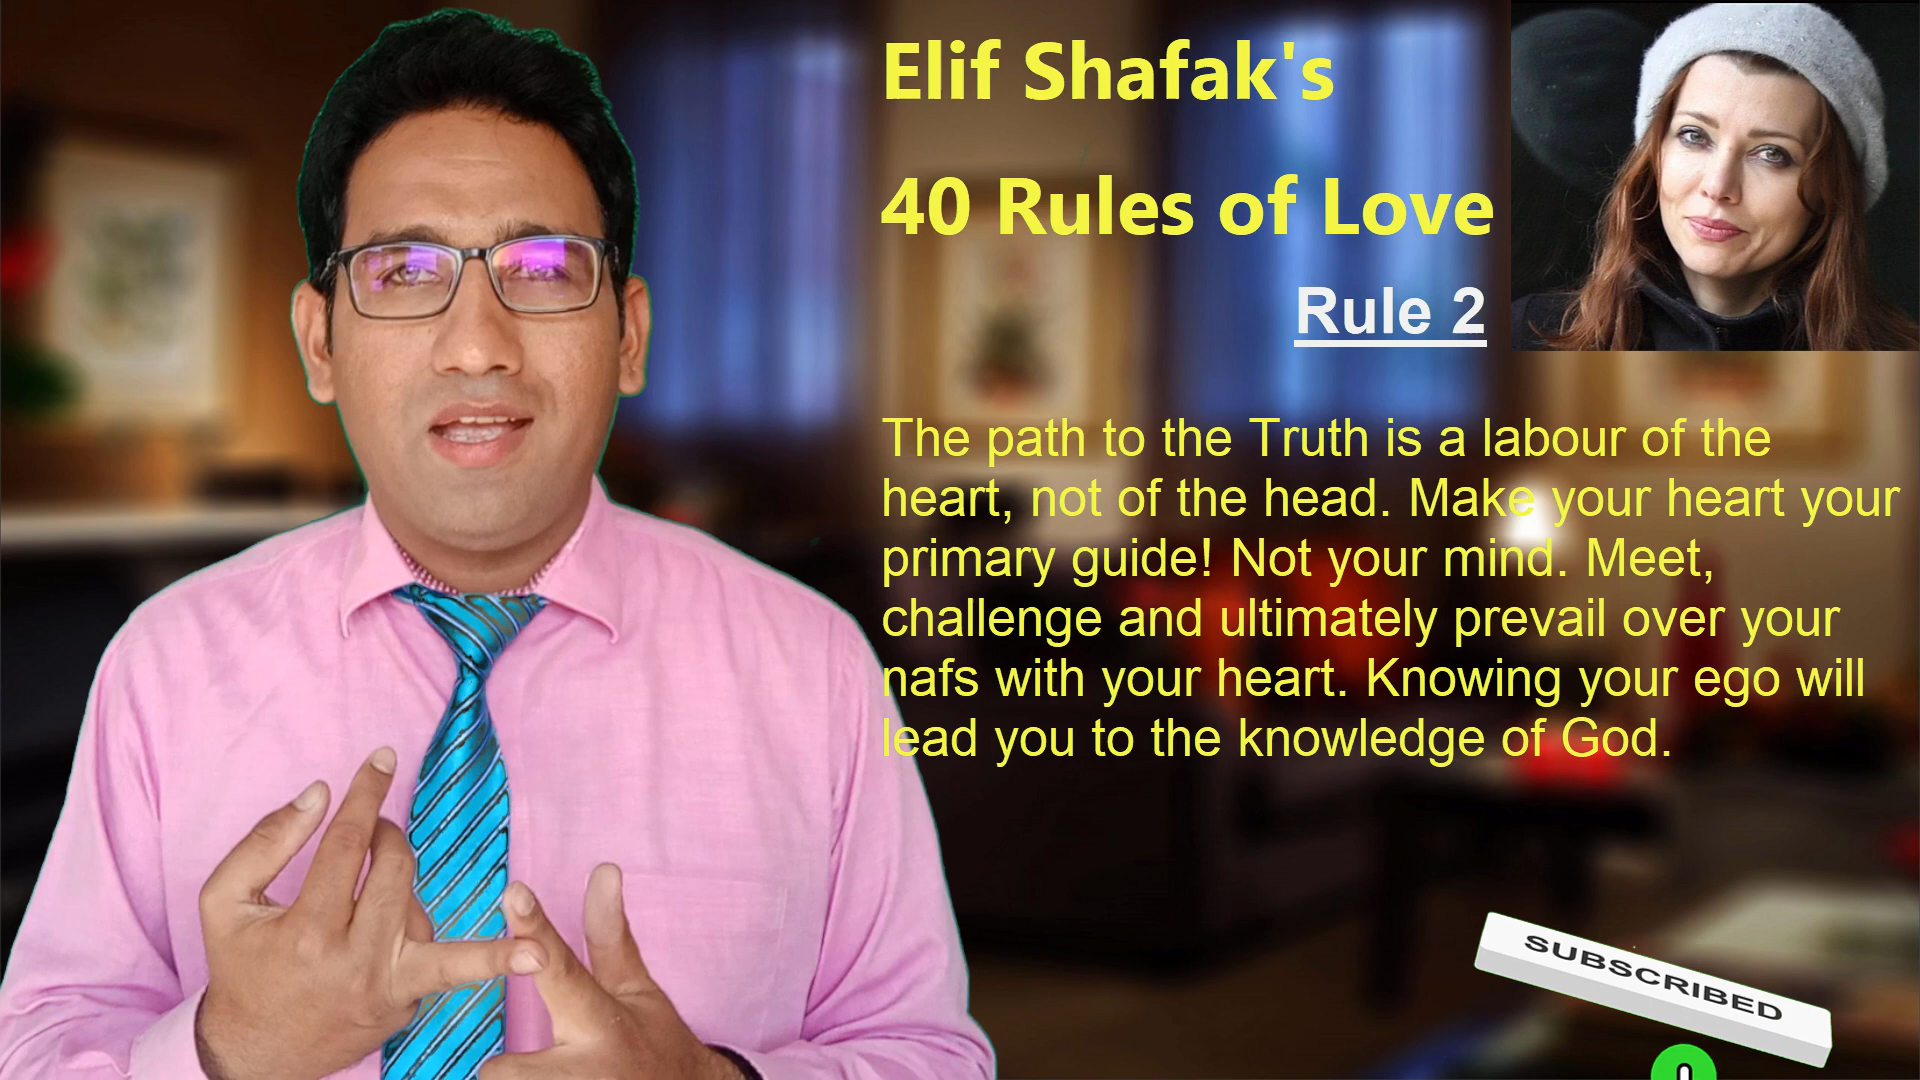 Elif Shafak's
40 Rules of Love
Rule 2
The path to the Truth is a labour of the
heart, not of the head. Make your heart your
primary guide! Not your mind. Meet,
challenge and ultimately prevail over your
nafs with your heart. Knowing your ego will
lead you to the knowledge of God.
SUBSCRIBED